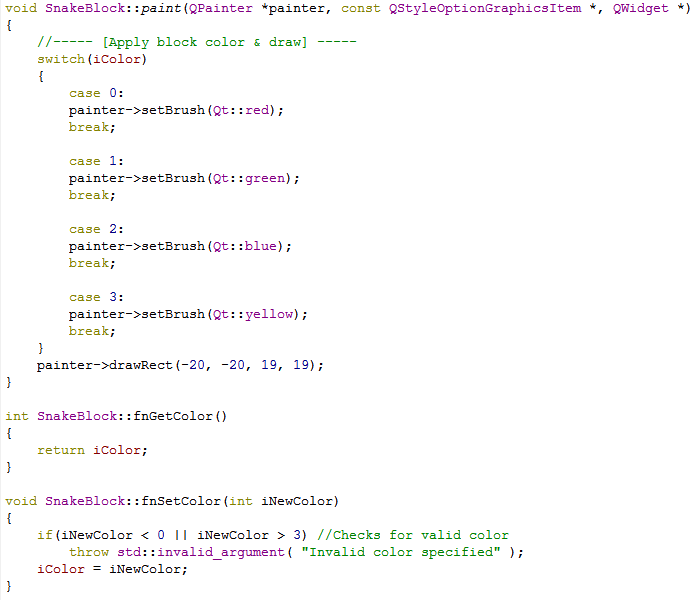 void SnakeBlock::paint(QPainter *painter, const QStyleOptionGraphicsItem *, QWidget *)
{
    //----- [Apply block color & draw] -----
    switch(iColor)
    {
        case 0:
        painter->setBrush(Qt::red);
        break;

        case 1:
        painter->setBrush(Qt::green);
        break;

        case 2:
        painter->setBrush(Qt::blue);
        break;

        case 3:
        painter->setBrush(Qt::yellow);
        break;
    }
    painter->drawRect(-20, -20, 19, 19);
}

int SnakeBlock::fnGetColor()
{
    return iColor;
}

void SnakeBlock::fnSetColor(int iNewColor)
{
    if(iNewColor < 0 || iNewColor > 3) //Checks for valid color
        throw std::invalid_argument( "Invalid color specified" );
    iColor = iNewColor;
}